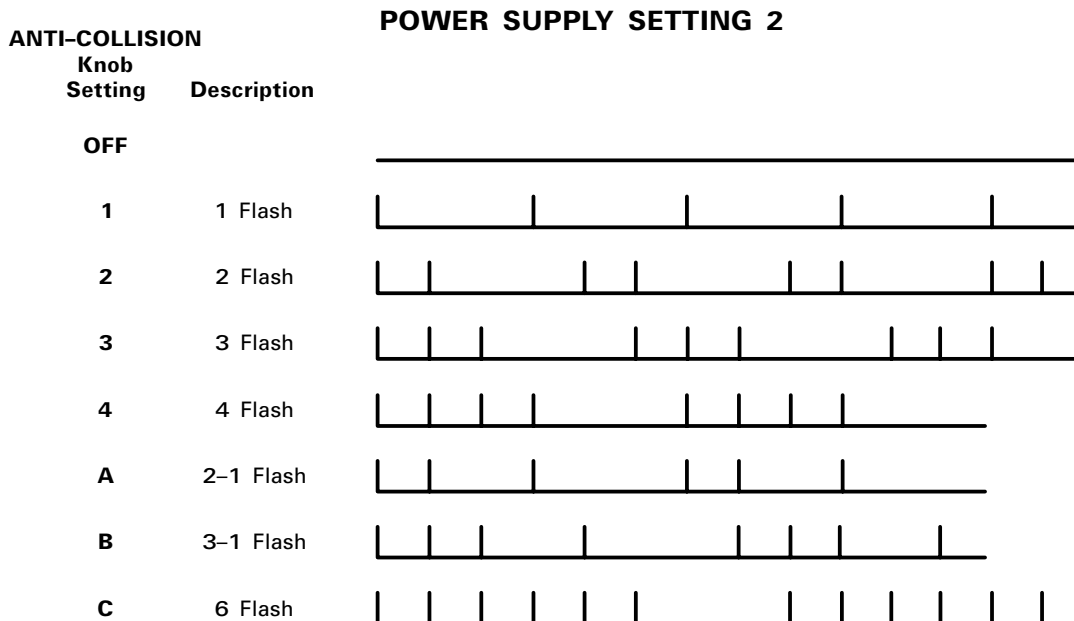 POWER SUPPLY SETTING 2
ANTI–COLLISION
Knob
Setting Description
OFF
1 1 Flash
2 2 Flash
3 3 Flash
4 4 Flash
A 2–1 Flash
B 3–1 Flash
C 6 Flash